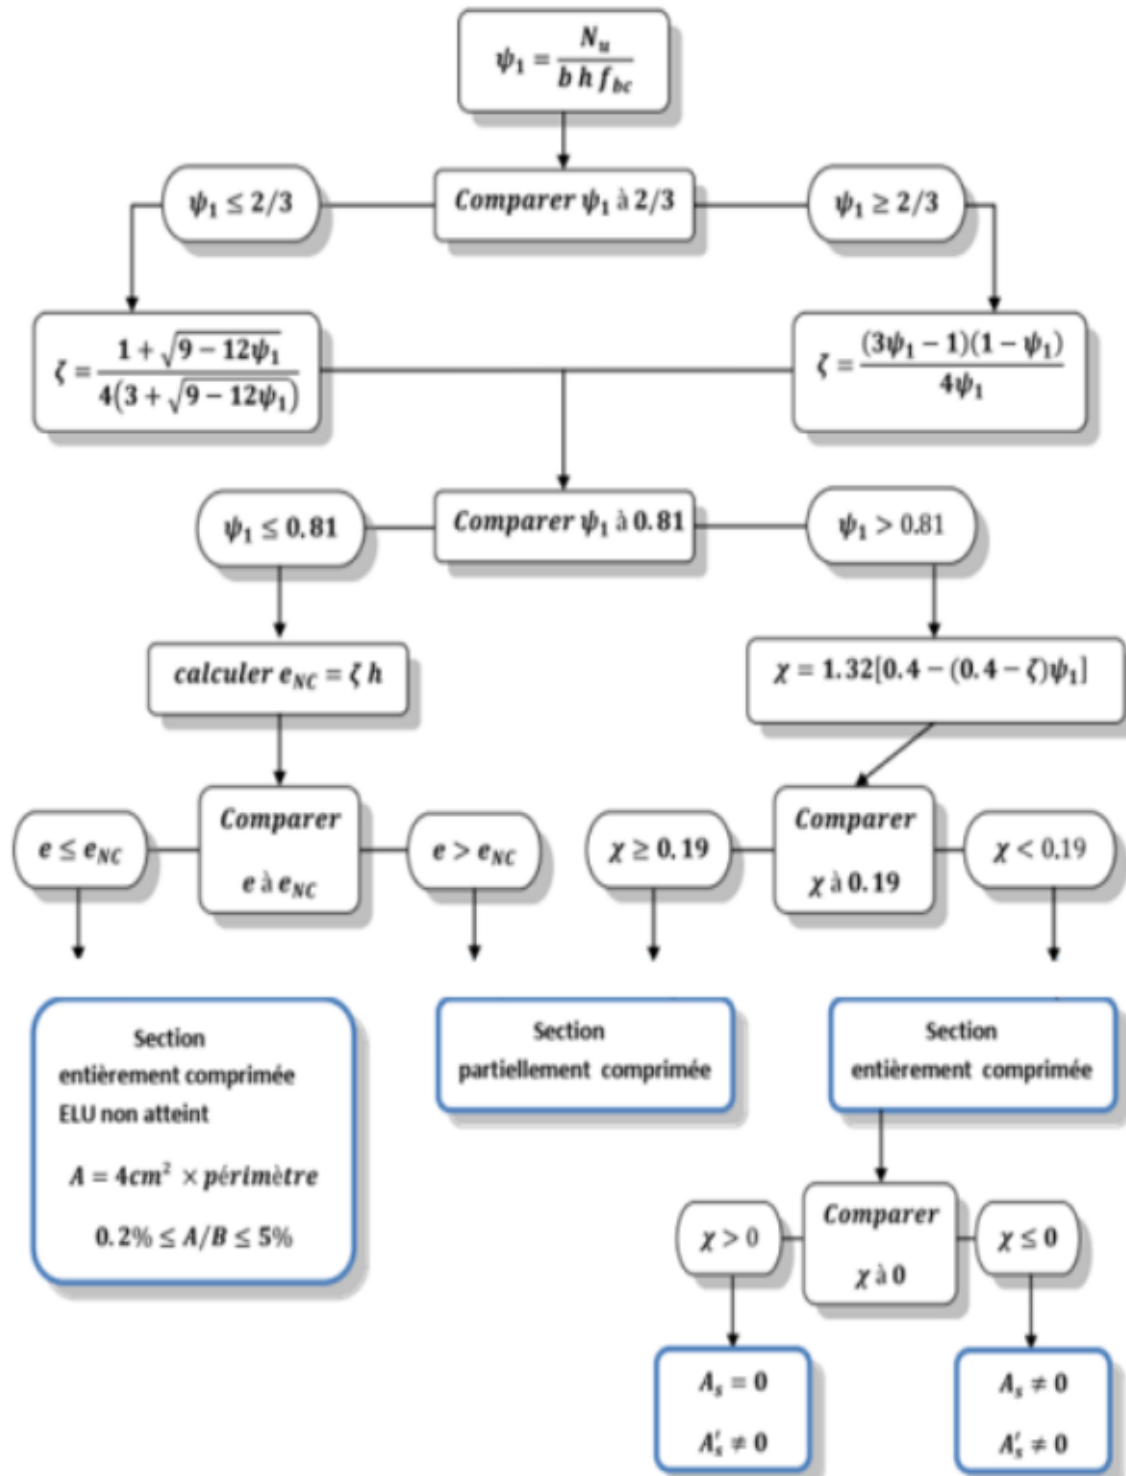 ψ₁ = N_u / (b h f_bc)
ψ₁ ≤ 2/3
Comparer ψ₁ à 2/3
ψ₁ ≥ 2/3
ζ = (1 + √(9 − 12ψ₁)) / (4(3 + √(9 − 12ψ₁)))
ζ = ((3ψ₁ − 1)(1 − ψ₁)) / (4ψ₁)
ψ₁ ≤ 0.81
Comparer ψ₁ à 0.81
ψ₁ > 0.81
calculer e_NC = ζ h
χ = 1.32[0.4 − (0.4 − ζ)ψ₁]
e ≤ e_NC
Comparer
e à e_NC
e > e_NC
χ ≥ 0.19
Comparer
χ à 0.19
χ < 0.19
Section
entièrement comprimée
ELU non atteint
A = 4cm² × périmètre
0.2% ≤ A/B ≤ 5%
Section
partiellement comprimée
Section
entièrement comprimée
χ > 0
Comparer
χ à 0
χ ≤ 0
A_s = 0
A′_s ≠ 0
A_s ≠ 0
A′_s ≠ 0